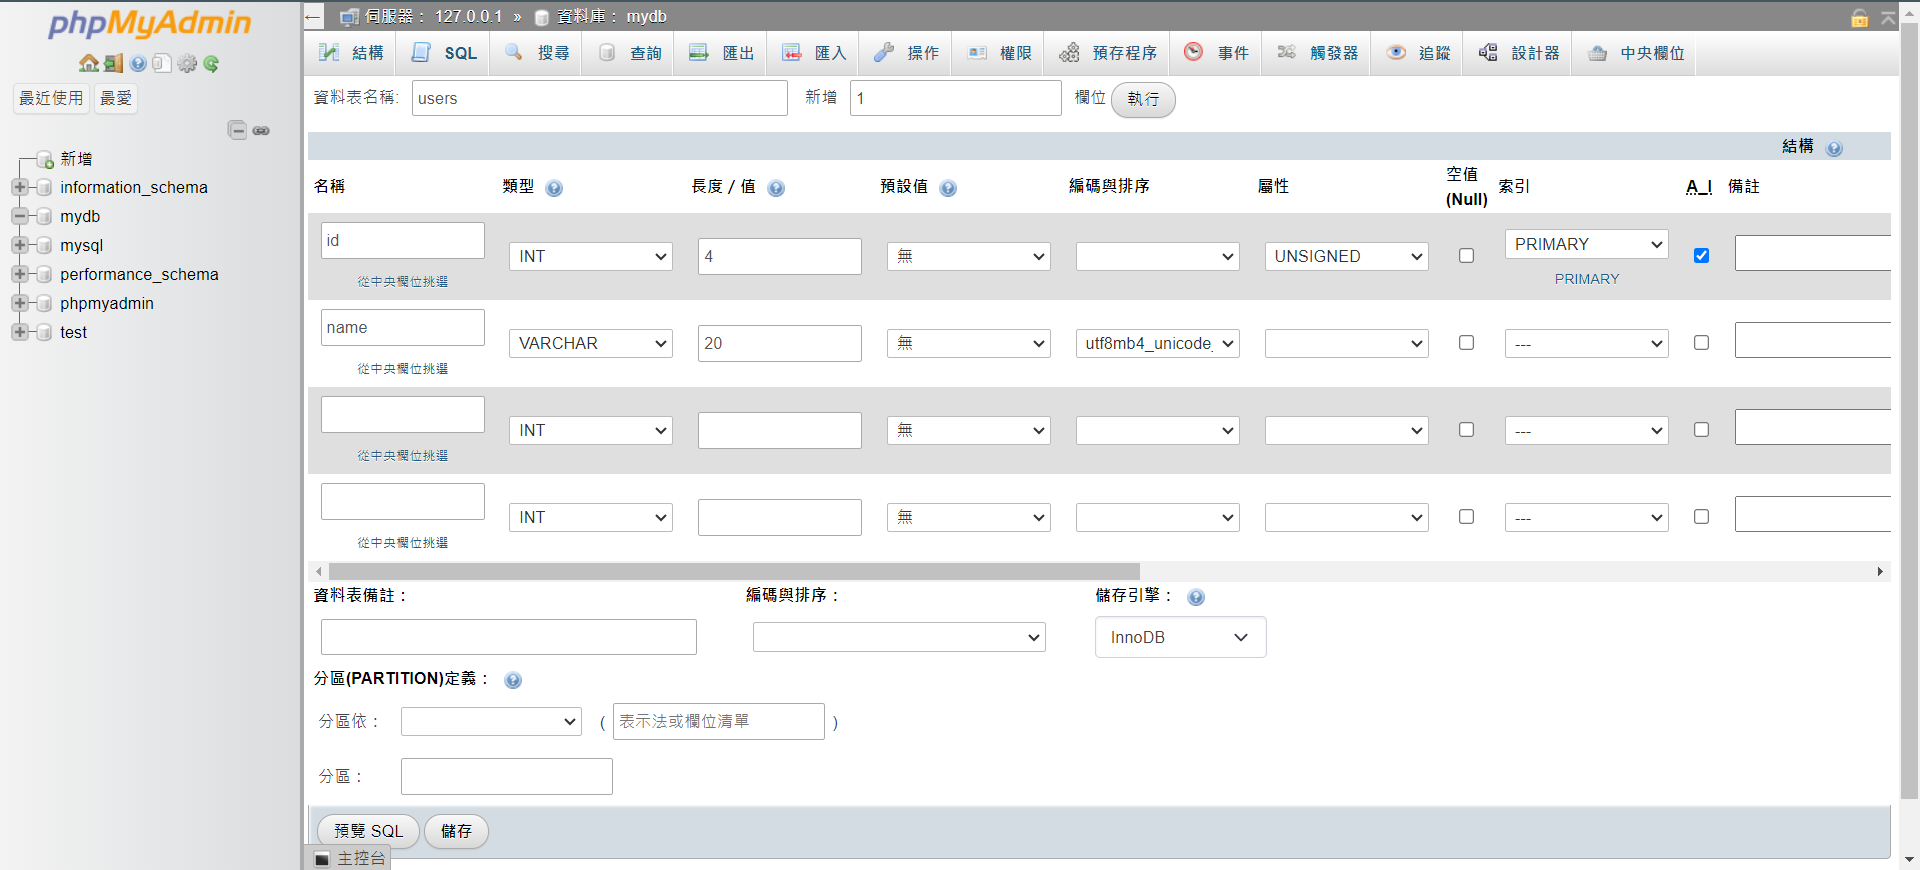 phpMyAdmin
最近使用 最愛
新增
information_schema
mydb
mysql
performance_schema
phpmyadmin
test
伺服器： 127.0.0.1 » 資料庫： mydb
結構 SQL 搜尋 查詢 匯出 匯入 操作 權限 預存程序 事件 觸發器 追蹤 設計器 中央欄位
資料表名稱: users 新增 1 欄位 執行
結構
名稱 類型 長度 / 值 預設值 編碼與排序 屬性 空值(Null) 索引 A_I 備註
id INT 4 無 UNSIGNED PRIMARY
從中央欄位挑選 PRIMARY
name VARCHAR 20 無 utf8mb4_unicode_ ---
從中央欄位挑選
INT 無 ---
從中央欄位挑選
INT 無 ---
從中央欄位挑選
資料表備註： 編碼與排序： 儲存引擎：
InnoDB
分區(PARTITION)定義：
分區依： ( 表示法或欄位清單 )
分區：
預覽 SQL 儲存
主控台